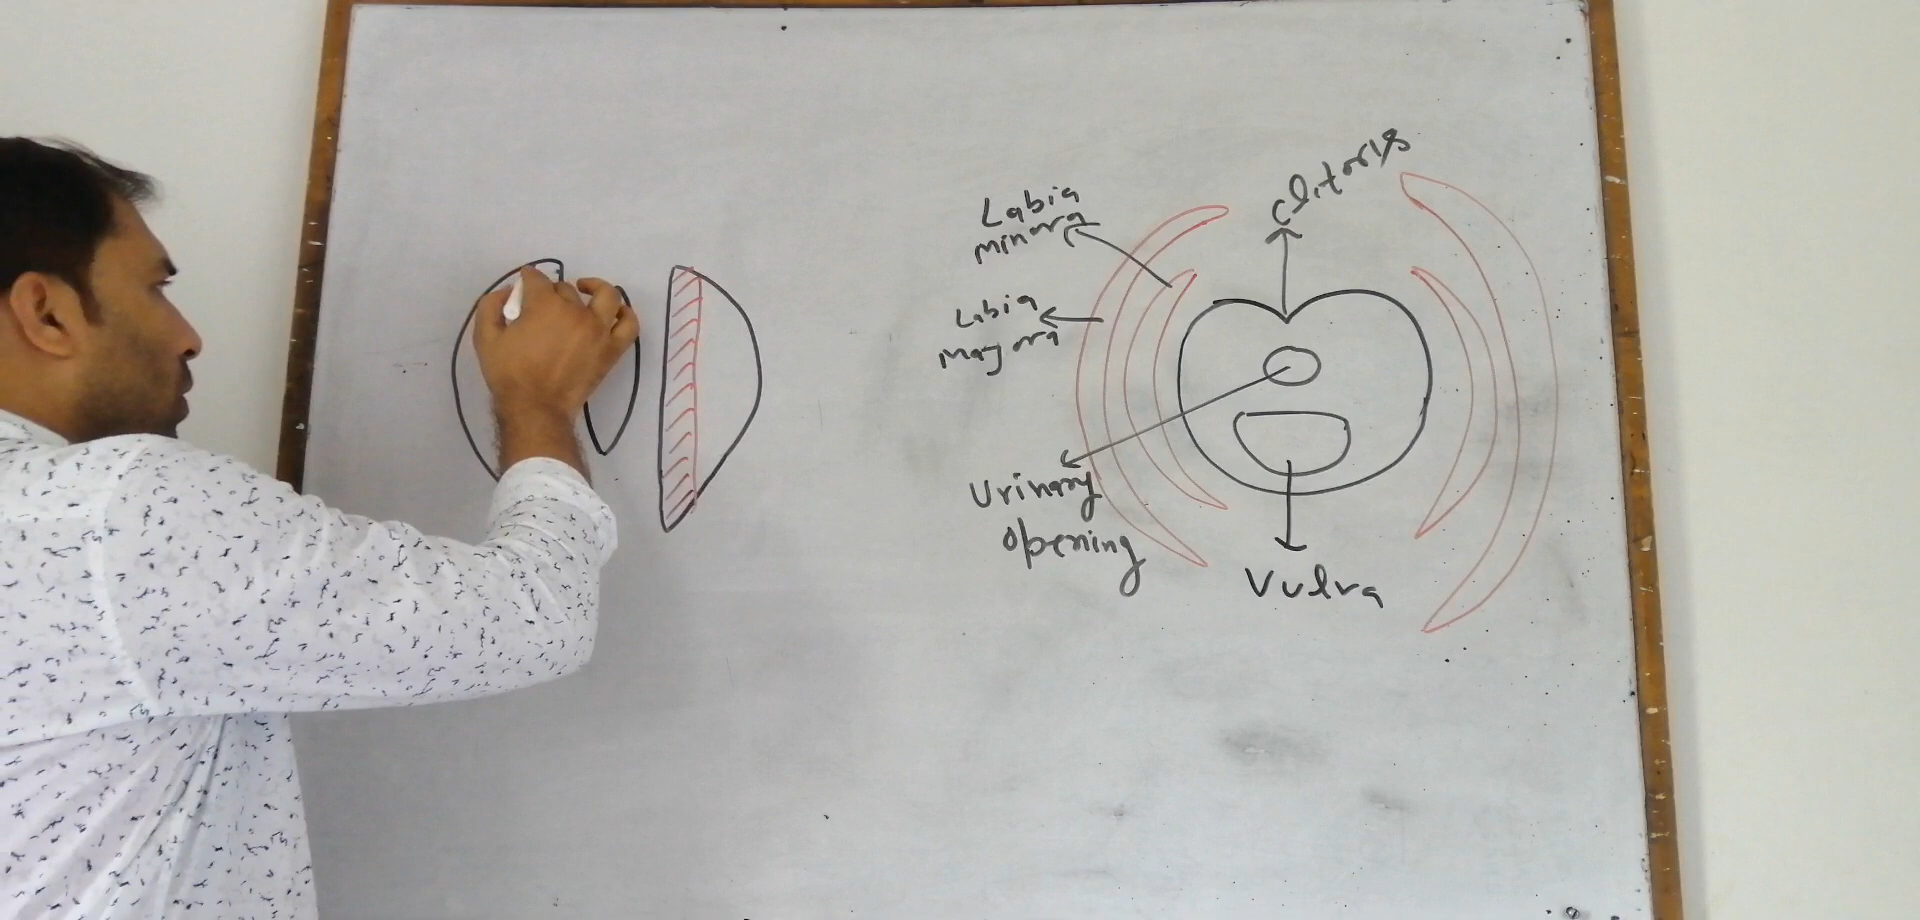 Clitoris
Labia
minora
Labia
majora
Urinary
opening
Vulva